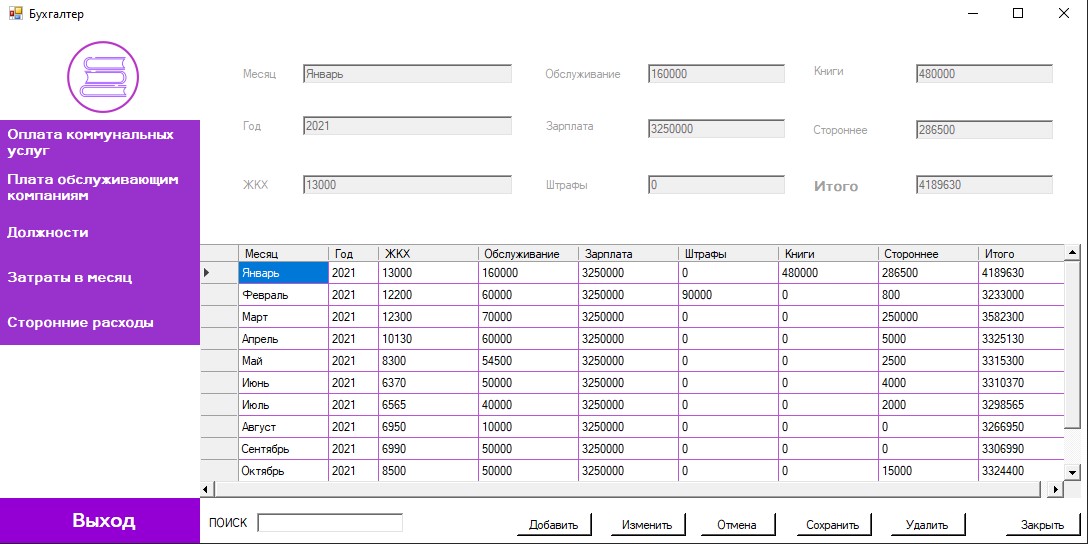 Бухгалтер
Месяц Январь Обслуживание 160000 Книги 480000
Год 2021 Зарплата 3250000 Стороннее 286500
ЖКХ 13000 Штрафы 0 Итого 4189630
Оплата коммунальных
услуг
Плата обслуживающим
компаниям
Должности
Затраты в месяц
Сторонние расходы
Месяц Год ЖКХ Обслуживание Зарплата Штрафы Книги Стороннее Итого
Январь 2021 13000 160000 3250000 0 480000 286500 4189630
Февраль 2021 12200 60000 3250000 90000 0 800 3233000
Март 2021 12300 70000 3250000 0 0 250000 3582300
Апрель 2021 10130 60000 3250000 0 0 5000 3325130
Май 2021 8300 54500 3250000 0 0 2500 3315300
Июнь 2021 6370 50000 3250000 0 0 4000 3310370
Июль 2021 6565 40000 3250000 0 0 2000 3298565
Август 2021 6950 10000 3250000 0 0 0 3266950
Сентябрь 2021 6990 50000 3250000 0 0 0 3306990
Октябрь 2021 8500 50000 3250000 0 0 15000 3324400
Выход
ПОИСК Добавить Изменить Отмена Сохранить Удалить Закрыть